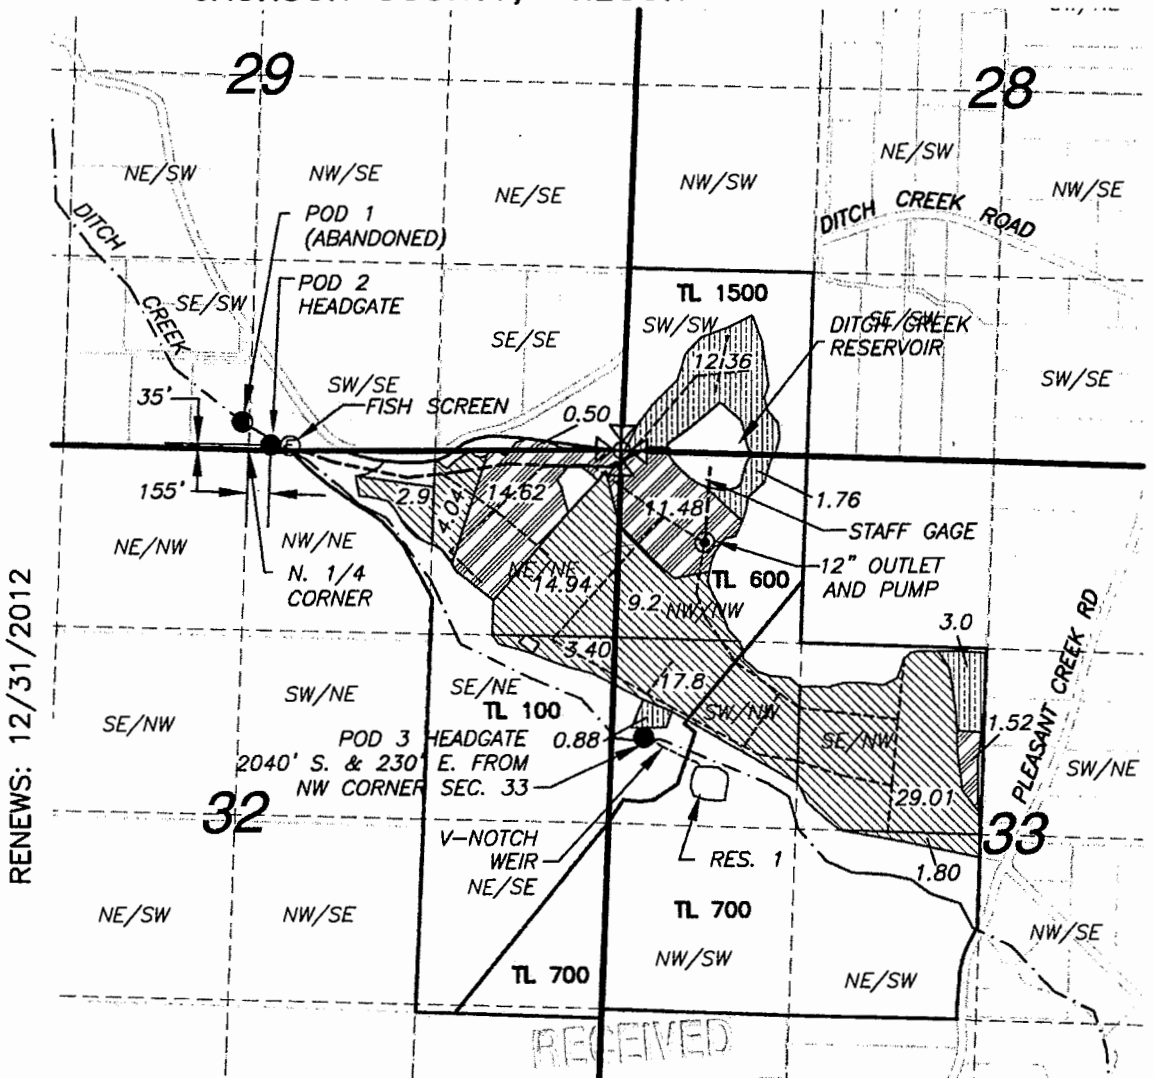 29
28
NE/SW
NW/SE
NE/SE
NW/SW
NE/SW
NW/SE
DITCH CREEK ROAD
DITCH CREEK
POD 1
(ABANDONED)
POD 2
HEADGATE
SE/SW
SE/SE
TL 1500
SW/SW
SE/SW
DITCH CREEK
RESERVOIR
12.36
SW/SE
SW/SE
FISH SCREEN
35'
0.50
155'
2.9
4.04
14.62
11.48
1.76
STAFF GAGE
NE/NW
NW/NE
N. 1/4
CORNER
NE/NE
14.94
9.2
NW/NW
TL 600
12" OUTLET
AND PUMP
3.0
PLEASANT CREEK RD
3.40
17.8
SW/NE
SE/NE
TL 100
SE/NW
SW/NW
SE/NW
1.52
SW/NE
POD 3 HEADGATE
2040' S. & 230' E. FROM
NW CORNER SEC. 33
0.88
29.01
32
33
V-NOTCH
WEIR
RES. 1
1.80
NE/SE
NE/SW
NW/SE
TL 700
TL 700
NW/SW
NE/SW
NW/SE
RECEIVED
RENEWS: 12/31/2012